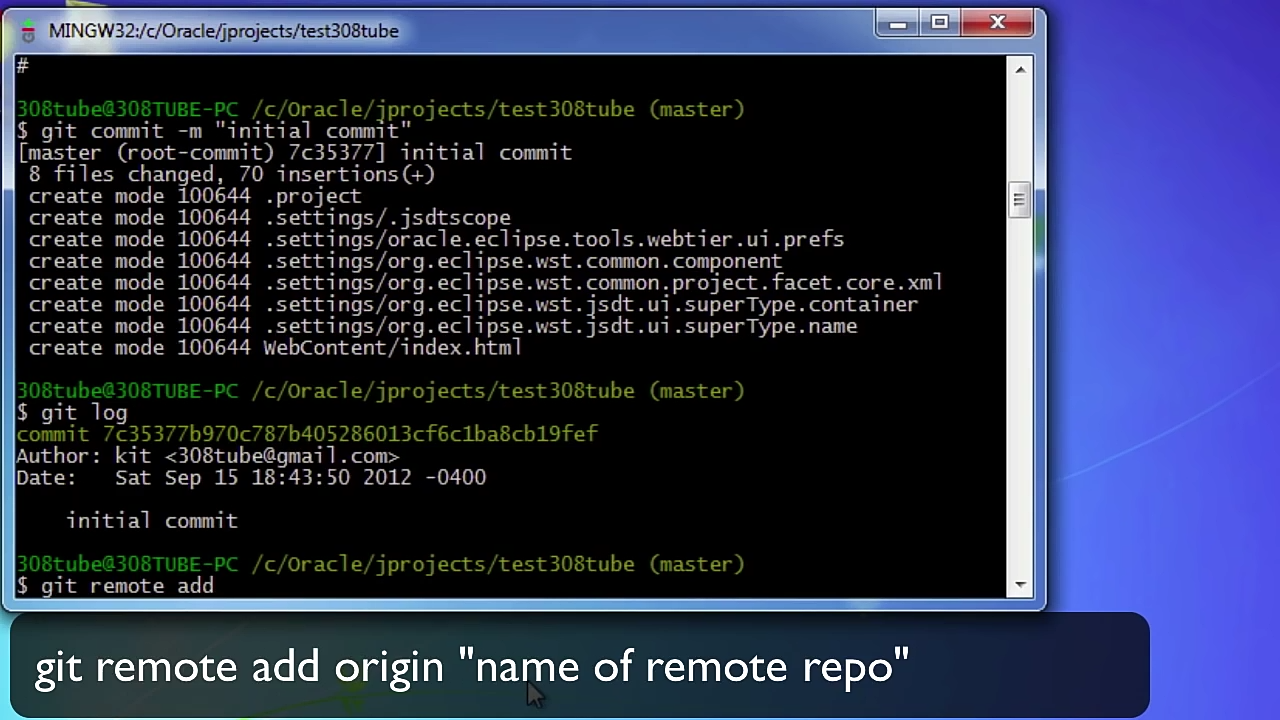 MINGW32:/c/Oracle/jprojects/test308tube
#
308tube@308TUBE-PC /c/Oracle/jprojects/test308tube (master)
$ git commit -m "initial commit"
[master (root-commit) 7c35377] initial commit
 8 files changed, 70 insertions(+)
 create mode 100644 .project
 create mode 100644 .settings/.jsdtscope
 create mode 100644 .settings/oracle.eclipse.tools.webtier.ui.prefs
 create mode 100644 .settings/org.eclipse.wst.common.component
 create mode 100644 .settings/org.eclipse.wst.common.project.facet.core.xml
 create mode 100644 .settings/org.eclipse.wst.jsdt.ui.superType.container
 create mode 100644 .settings/org.eclipse.wst.jsdt.ui.superType.name
 create mode 100644 WebContent/index.html
308tube@308TUBE-PC /c/Oracle/jprojects/test308tube (master)
$ git log
commit 7c35377b970c787b405286013cf6c1ba8cb19fef
Author: kit <308tube@gmail.com>
Date:   Sat Sep 15 18:43:50 2012 -0400
    initial commit
308tube@308TUBE-PC /c/Oracle/jprojects/test308tube (master)
$ git remote add
git remote add origin "name of remote repo"